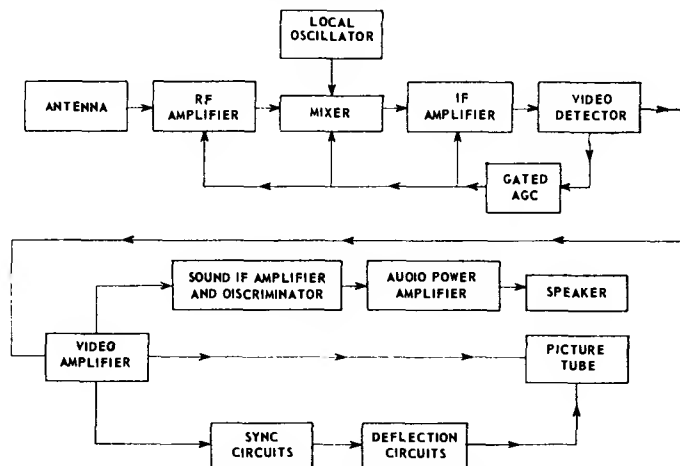 LOCAL
OSCILLATOR
ANTENNA
RF
AMPLIFIER
MIXER
IF
AMPLIFIER
VIDEO
DETECTOR
GATED
AGC
SOUND IF AMPLIFIER
AND DISCRIMINATOR
AUDIO POWER
AMPLIFIER
SPEAKER
VIDEO
AMPLIFIER
PICTURE
TUBE
SYNC
CIRCUITS
DEFLECTION
CIRCUITS